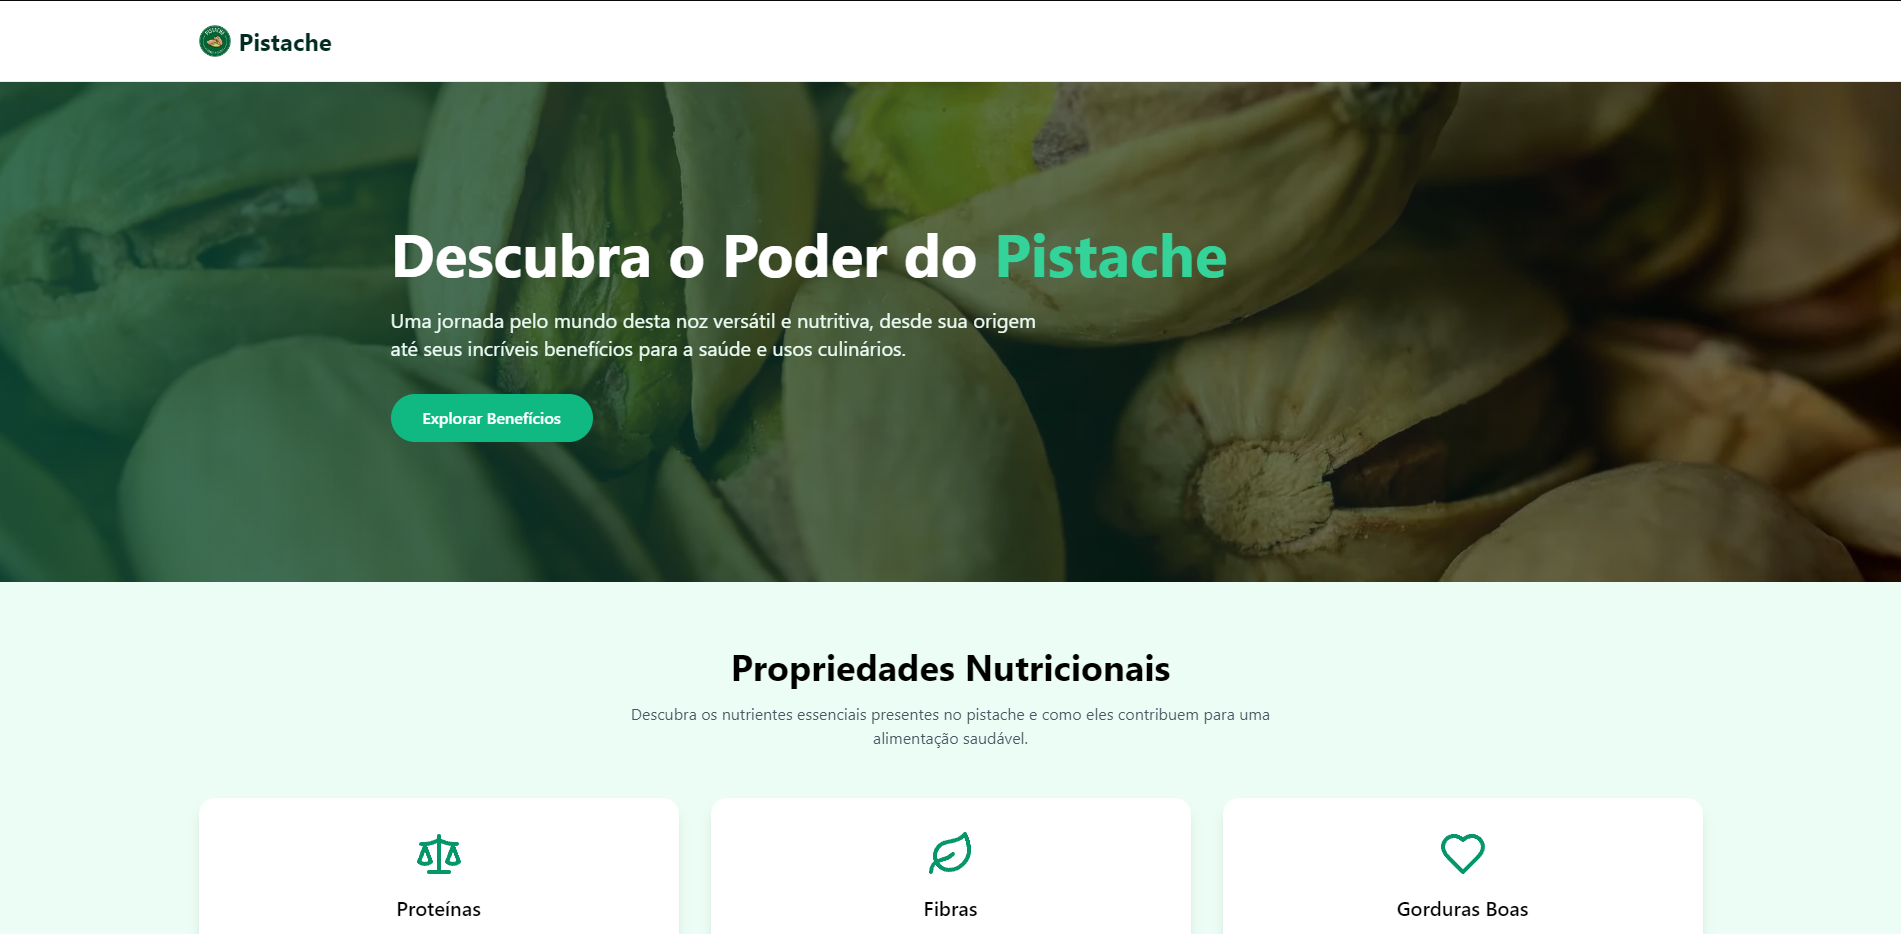 Pistache
Descubra o Poder do Pistache
Uma jornada pelo mundo desta noz versátil e nutritiva, desde sua origem
até seus incríveis benefícios para a saúde e usos culinários.
Explorar Benefícios
Propriedades Nutricionais
Descubra os nutrientes essenciais presentes no pistache e como eles contribuem para uma
alimentação saudável.
Proteínas
Fibras
Gorduras Boas